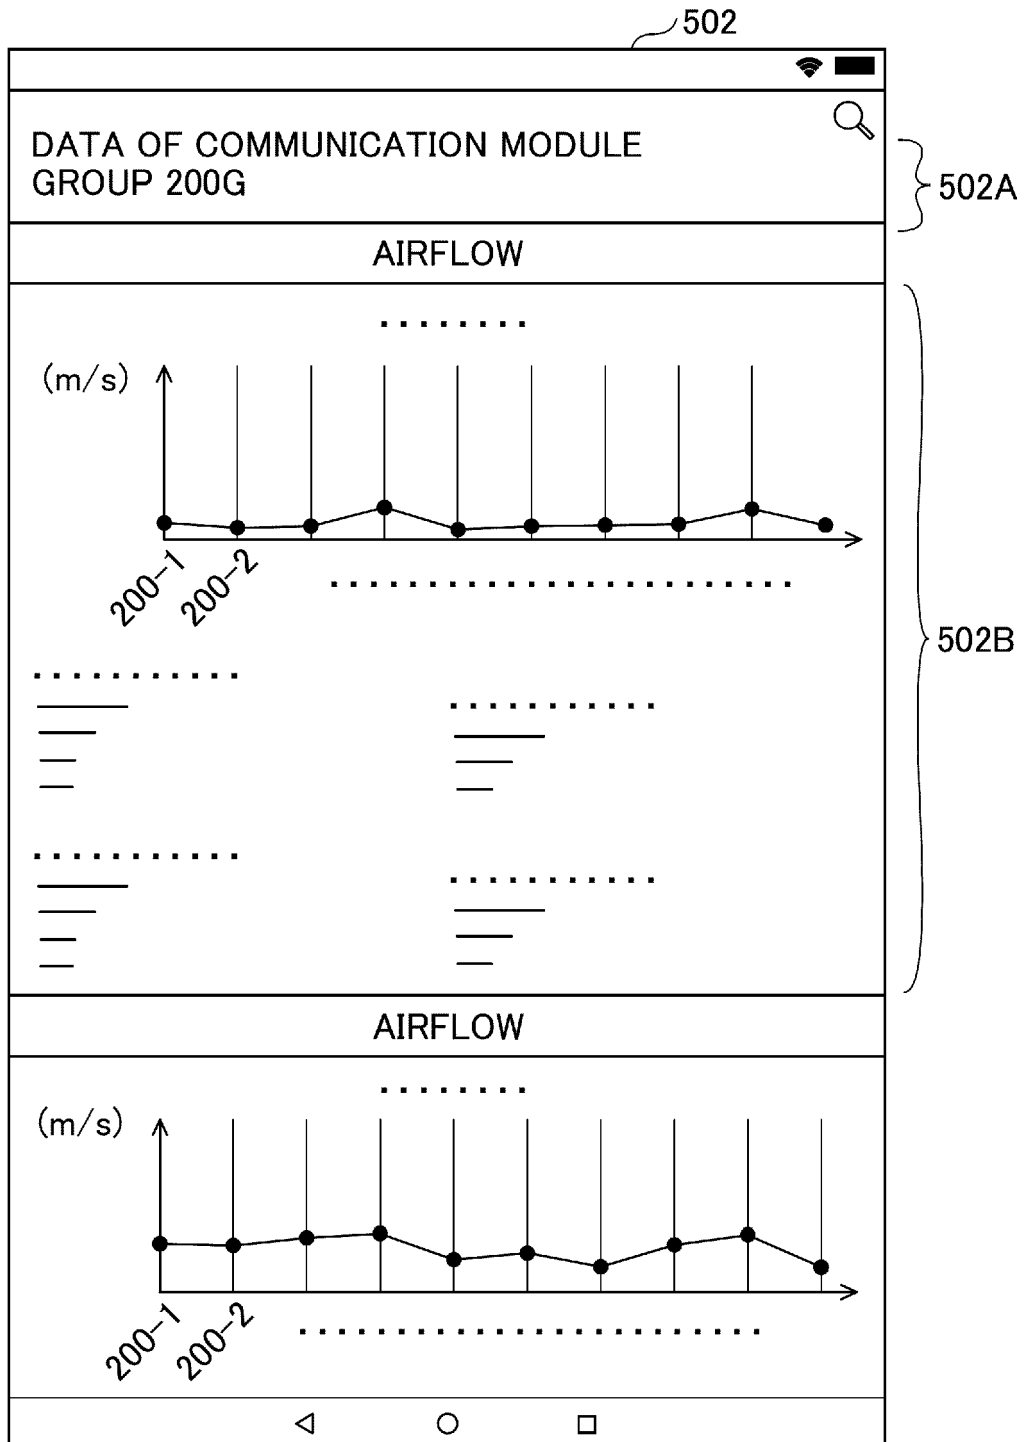 502
DATA OF COMMUNICATION MODULE
GROUP 200G
502A
AIRFLOW
(m/s)
200-1
200-2
502B
AIRFLOW
(m/s)
200-1
200-2